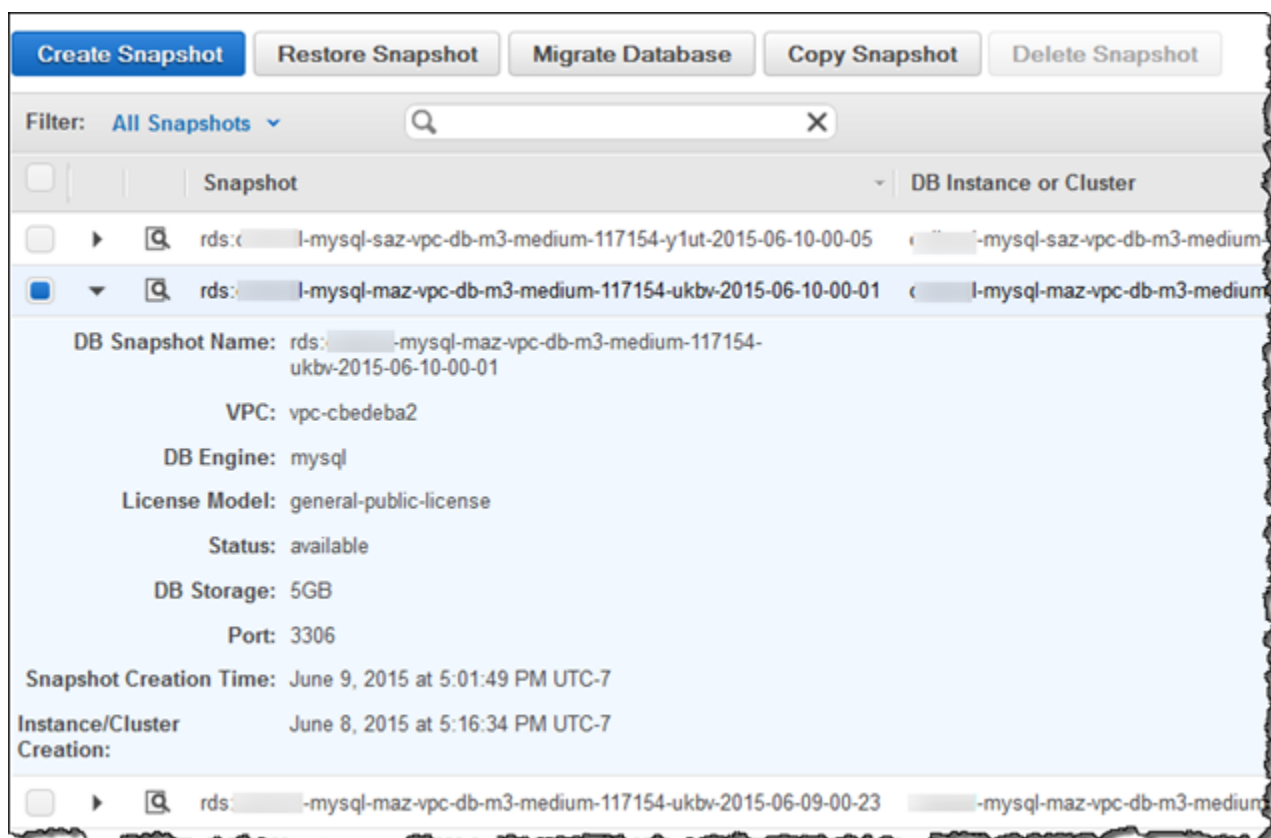 Create Snapshot Restore Snapshot Migrate Database Copy Snapshot Delete Snapshot
Filter: All Snapshots
Snapshot DB Instance or Cluster
rds: l-mysql-saz-vpc-db-m3-medium-117154-y1ut-2015-06-10-00-05 -mysql-saz-vpc-db-m3-medium-
rds: l-mysql-maz-vpc-db-m3-medium-117154-ukbv-2015-06-10-00-01 l-mysql-maz-vpc-db-m3-medium
DB Snapshot Name: rds: -mysql-maz-vpc-db-m3-medium-117154-
ukbv-2015-06-10-00-01
VPC: vpc-cbedeba2
DB Engine: mysql
License Model: general-public-license
Status: available
DB Storage: 5GB
Port: 3306
Snapshot Creation Time: June 9, 2015 at 5:01:49 PM UTC-7
Instance/Cluster June 8, 2015 at 5:16:34 PM UTC-7
Creation:
rds: -mysql-maz-vpc-db-m3-medium-117154-ukbv-2015-06-09-00-23 -mysql-maz-vpc-db-m3-medium